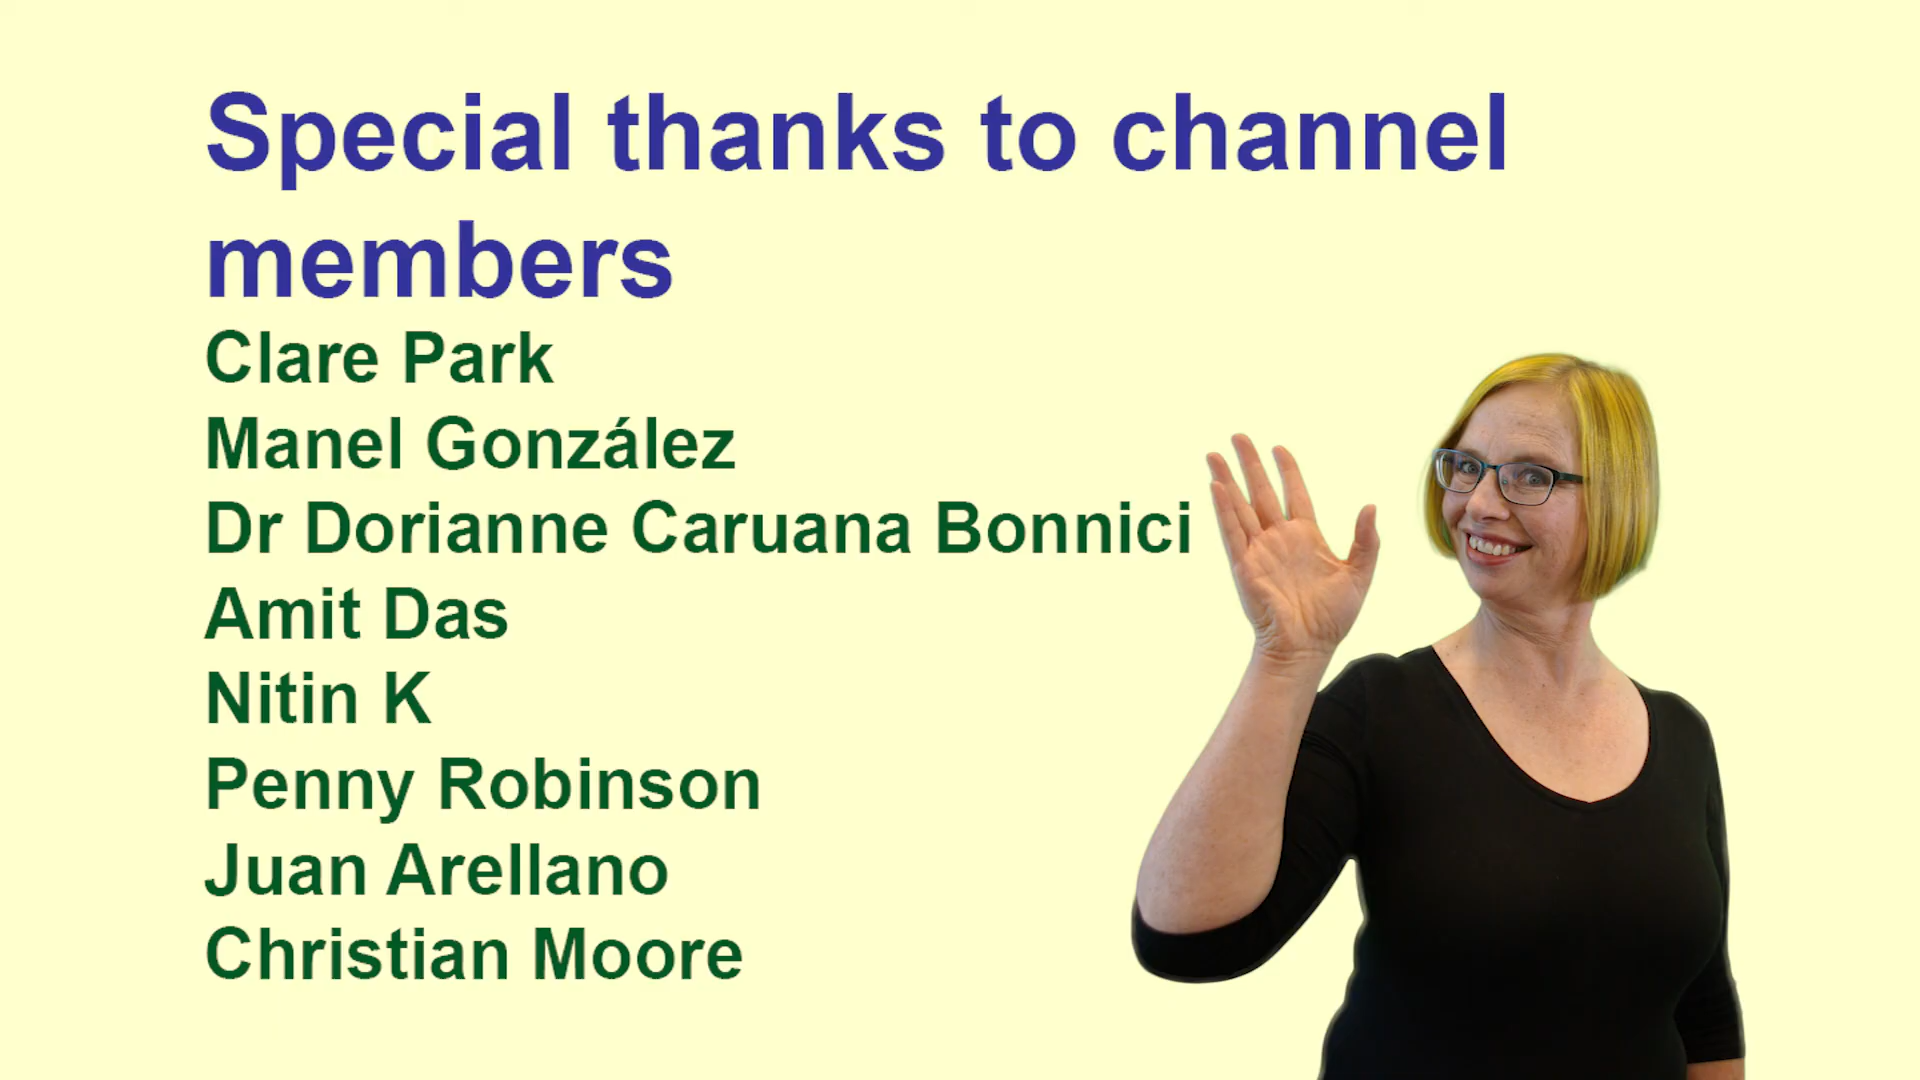 Special thanks to channel
members
Clare Park
Manel González
Dr Dorianne Caruana Bonnici
Amit Das
Nitin K
Penny Robinson
Juan Arellano
Christian Moore